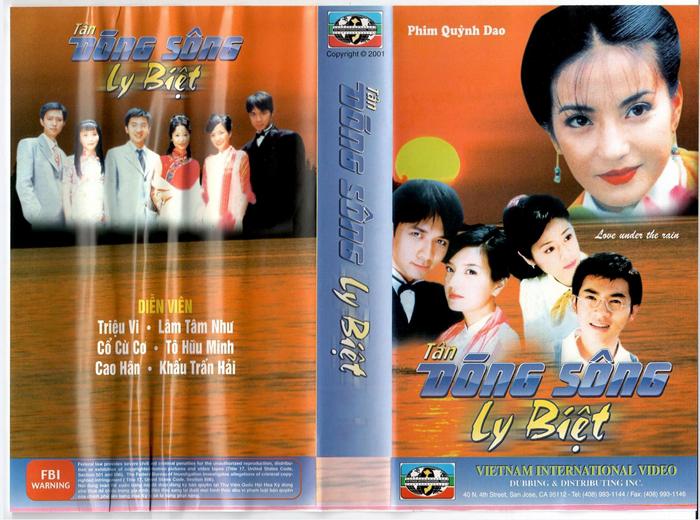 Tân
DÒNG SÔNG
Ly Biệt
DIỄN VIÊN
Triệu Vi • Lâm Tâm Như
Cổ Cự Cơ • Tô Hữu Minh
Cao Hân • Khấu Trấn Hải
FBI
WARNING
Copyright © 2001
Tân DÒNG SÔNG Ly Biệt
Phim Quỳnh Dao
Love under the rain
Tân
DÒNG SÔNG
Ly Biệt
VIETNAM INTERNATIONAL VIDEO
DUBBING & DISTRIBUTING INC.
40 N. 4th Street, San Jose, CA 95112 - Tel: (408) 993-1144 / Fax: (408) 993-1146